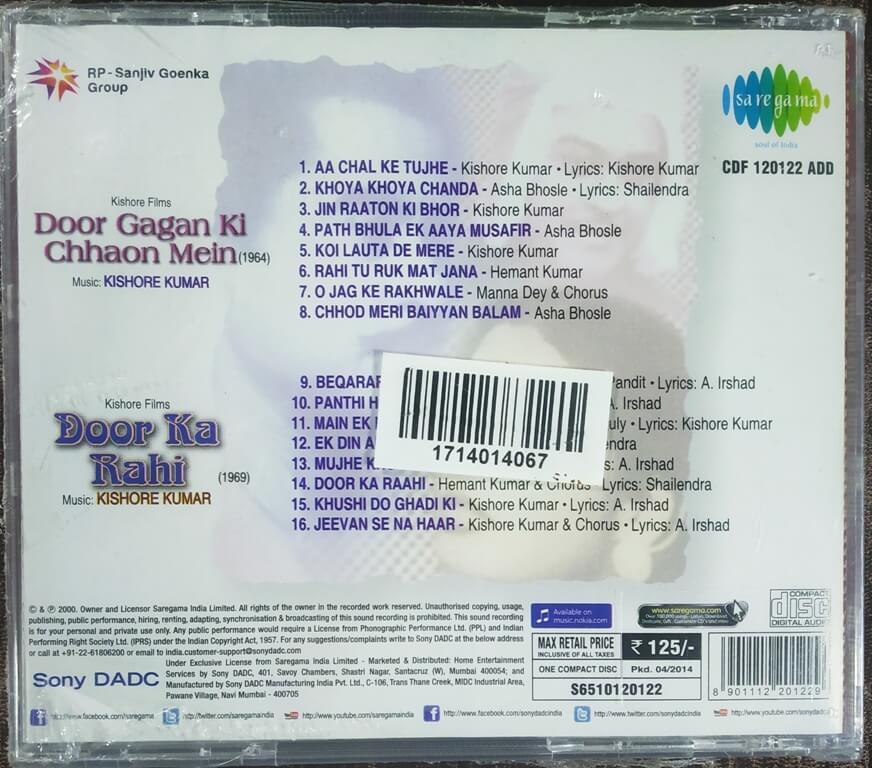 RP - Sanjiv Goenka
Group
sa re ga ma
soul of India
CDF 120122 ADD
Kishore Films
Door Gagan Ki
Chhaon Mein (1964)
Music: KISHORE KUMAR
1. AA CHAL KE TUJHE - Kishore Kumar • Lyrics: Kishore Kumar
2. KHOYA KHOYA CHANDA - Asha Bhosle • Lyrics: Shailendra
3. JIN RAATON KI BHOR - Kishore Kumar
4. PATH BHULA EK AAYA MUSAFIR - Asha Bhosle
5. KOI LAUTA DE MERE - Kishore Kumar
6. RAHI TU RUK MAT JANA - Hemant Kumar
7. O JAG KE RAKHWALE - Manna Dey & Chorus
8. CHHOD MERI BAIYYAN BALAM - Asha Bhosle
Kishore Films
Door Ka
Rahi (1969)
Music: KISHORE KUMAR
9. Pandit • Lyrics: A. Irshad
10. PANTHI A. Irshad
11. MAIN EK • Lyrics: Kishore Kumar
12. EK DIN
13. MUJHE A. Irshad
14. DOOR KA RAAHI - Hemant Kumar & Chorus Lyrics: Shailendra
15. KHUSHI DO GHADI KI - Kishore Kumar • Lyrics: A. Irshad
16. JEEVAN SE NA HAAR - Kishore Kumar & Chorus • Lyrics: A. Irshad
1714014067
© & ℗ 2000. Owner and Licensor Saregama India Limited. All rights of the owner in the recorded work reserved. Unauthorised copying, usage,
publishing, public performance, hiring, renting, adapting, synchronisation & broadcasting of this sound recording is prohibited. This sound recording
is for your personal and private use only. Any public performance would require a License from Phonographic Performance Ltd. (PPL) and Indian
Performing Right Society Ltd. (IPRS) under the Indian Copyright Act, 1957. For any suggestions/complaints write to Sony DADC at the below address
or call at +91-22-61806200 or email to india.customer-support@sonydadc.com
Sony DADC
Under Exclusive License from Saregama India Limited - Marketed & Distributed: Home Entertainment
Services by Sony DADC, 401, Savoy Chambers, Shastri Nagar, Santacruz (W), Mumbai 400054; and
Manufactured by Sony DADC Manufacturing India Pvt. Ltd., C-106, Trans Thane Creek, MIDC Industrial Area,
Pawane Village, Navi Mumbai - 400705
Available on
music.nokia.com
www.saregama.com
COMPACT
disc
DIGITAL AUDIO
MAX RETAIL PRICE
INCLUSIVE OF ALL TAXES
₹ 125/-
ONE COMPACT DISC
Pkd. 04/2014
S6510120122
8 901112 201229
http://www.facebook.com/saregama
http://twitter.com/saregamaindia
http://www.youtube.com/saregamaindia
http://www.facebook.com/sonydadcindia
http://twitter.com/sonydadcindia
http://www.youtube.com/sonydadc